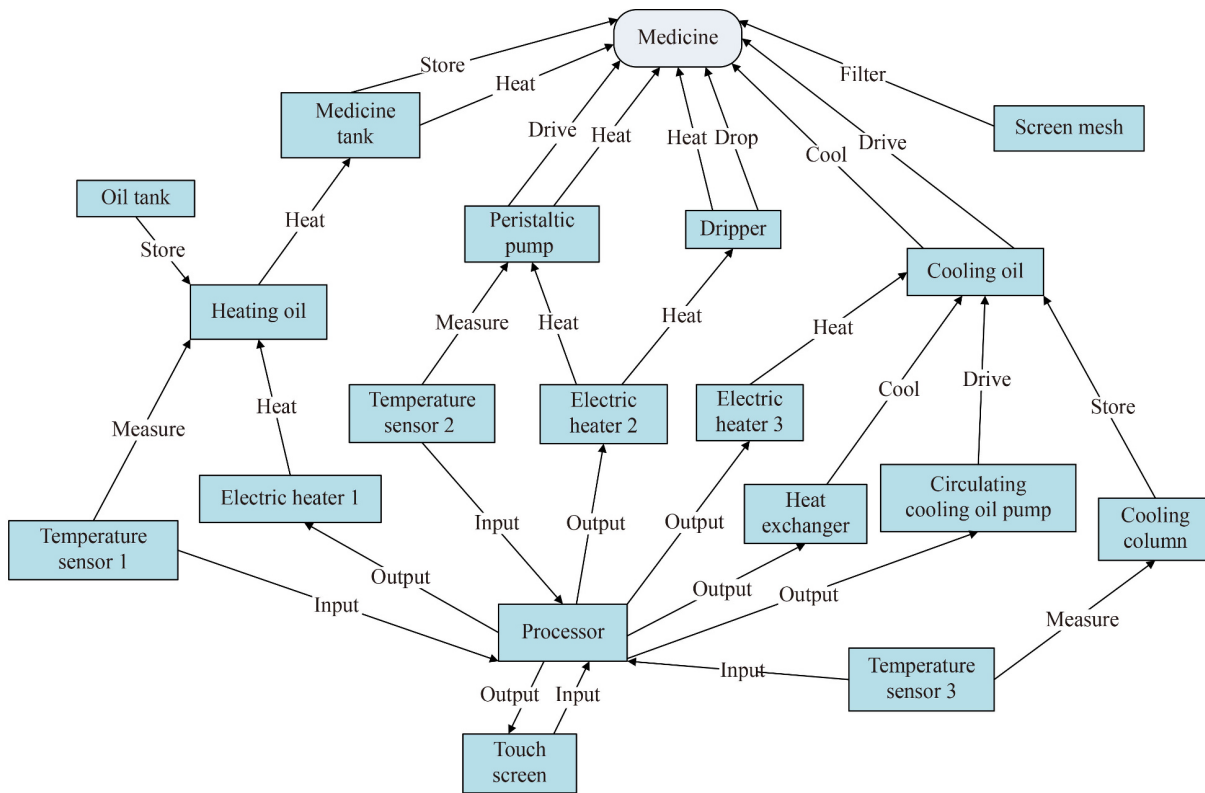 Medicine
Store
Heat
Filter
Medicine
tank
Drive
Heat
Heat
Drop
Cool
Drive
Screen mesh
Oil tank
Heat
Peristaltic
pump
Dripper
Store
Cooling oil
Heating oil
Measure
Heat
Heat
Heat
Cool
Drive
Heat
Temperature
sensor 2
Electric
heater 2
Electric
heater 3
Store
Measure
Electric heater 1
Heat
exchanger
Circulating
cooling oil pump
Cooling
column
Temperature
sensor 1
Input
Output
Output
Output
Output
Output
Input
Measure
Processor
Input
Temperature
sensor 3
Output
Input
Touch
screen